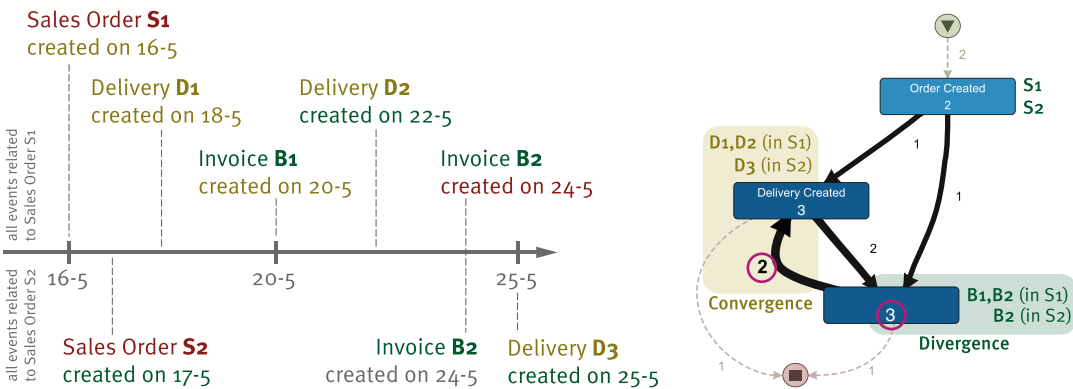 Sales Order S1
created on 16-5
Delivery D1
created on 18-5
Delivery D2
created on 22-5
Invoice B1
created on 20-5
Invoice B2
created on 24-5
all events related
to Sales Order S1
16-5
20-5
25-5
all events related
to Sales Order S2
Sales Order S2
created on 17-5
Invoice B2
created on 24-5
Delivery D3
created on 25-5
2
Order Created
2
S1
S2
1
1
D1,D2 (in S1)
D3 (in S2)
Delivery Created
3
2
2
Convergence
3
B1,B2 (in S1)
B2 (in S2)
Divergence
1
1